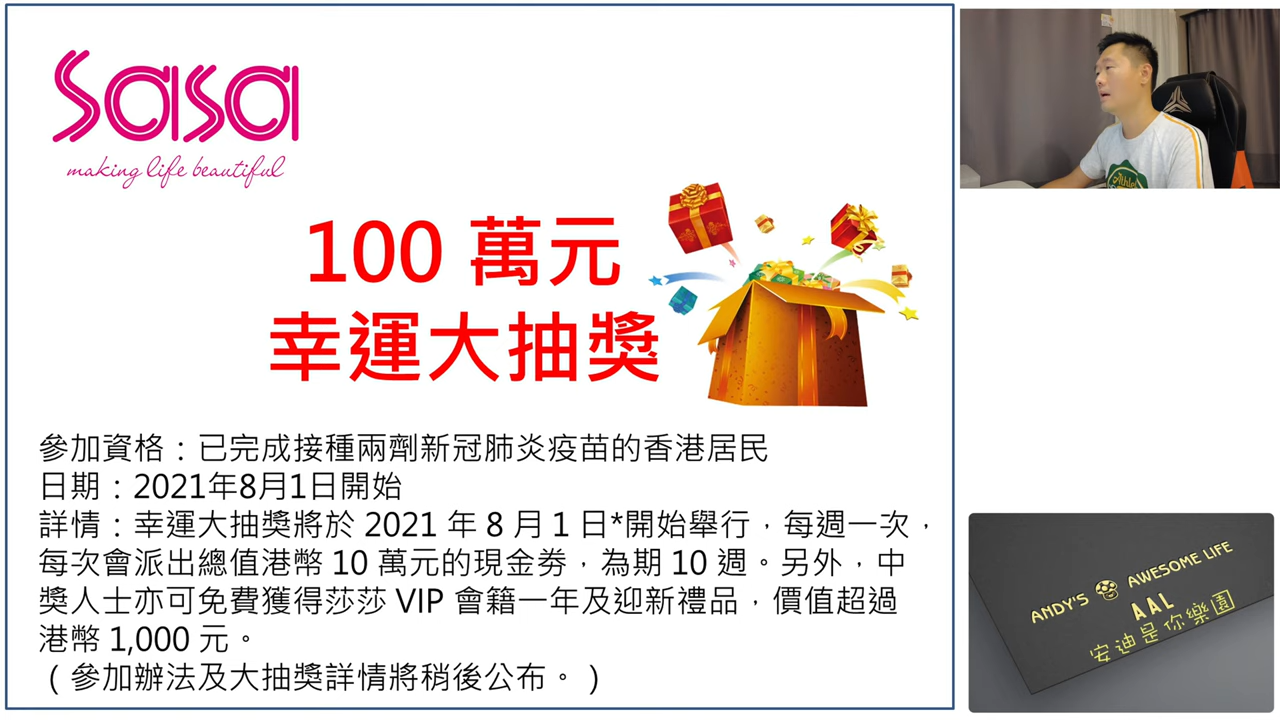 sasa
making life beautiful
100 萬元
幸運大抽獎
參加資格：已完成接種兩劑新冠肺炎疫苗的香港居民
日期：2021年8月1日開始
詳情：幸運大抽獎將於 2021 年 8 月 1 日*開始舉行，每週一次，
每次會派出總值港幣 10 萬元的現金券，為期 10 週。另外，中
獎人士亦可免費獲得莎莎 VIP 會籍一年及迎新禮品，價值超過
港幣 1,000 元。
（參加辦法及大抽獎詳情將稍後公布。）
ANDY'S AWESOME LIFE
AAL
安迪是你樂園